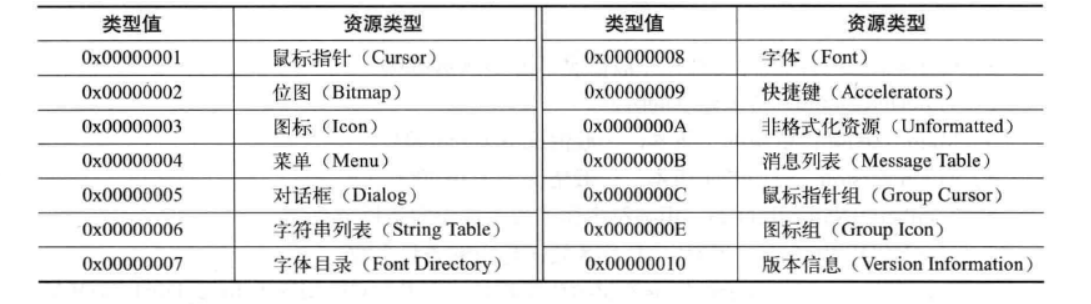 类型值 资源类型 类型值 资源类型
0x00000001 鼠标指针（Cursor） 0x00000008 字体（Font）
0x00000002 位图（Bitmap） 0x00000009 快捷键（Accelerators）
0x00000003 图标（Icon） 0x0000000A 非格式化资源（Unformatted）
0x00000004 菜单（Menu） 0x0000000B 消息列表（Message Table）
0x00000005 对话框（Dialog） 0x0000000C 鼠标指针组（Group Cursor）
0x00000006 字符串列表（String Table） 0x0000000E 图标组（Group Icon）
0x00000007 字体目录（Font Directory） 0x00000010 版本信息（Version Information）